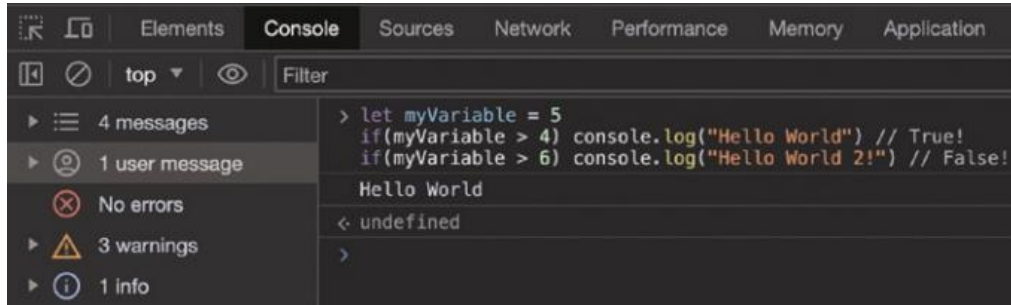 Elements Console Sources Network Performance Memory Application
top Filter
4 messages
1 user message
No errors
3 warnings
1 info
> let myVariable = 5
if(myVariable > 4) console.log("Hello World") // True!
if(myVariable > 6) console.log("Hello World 2!") // False!
Hello World
undefined
>